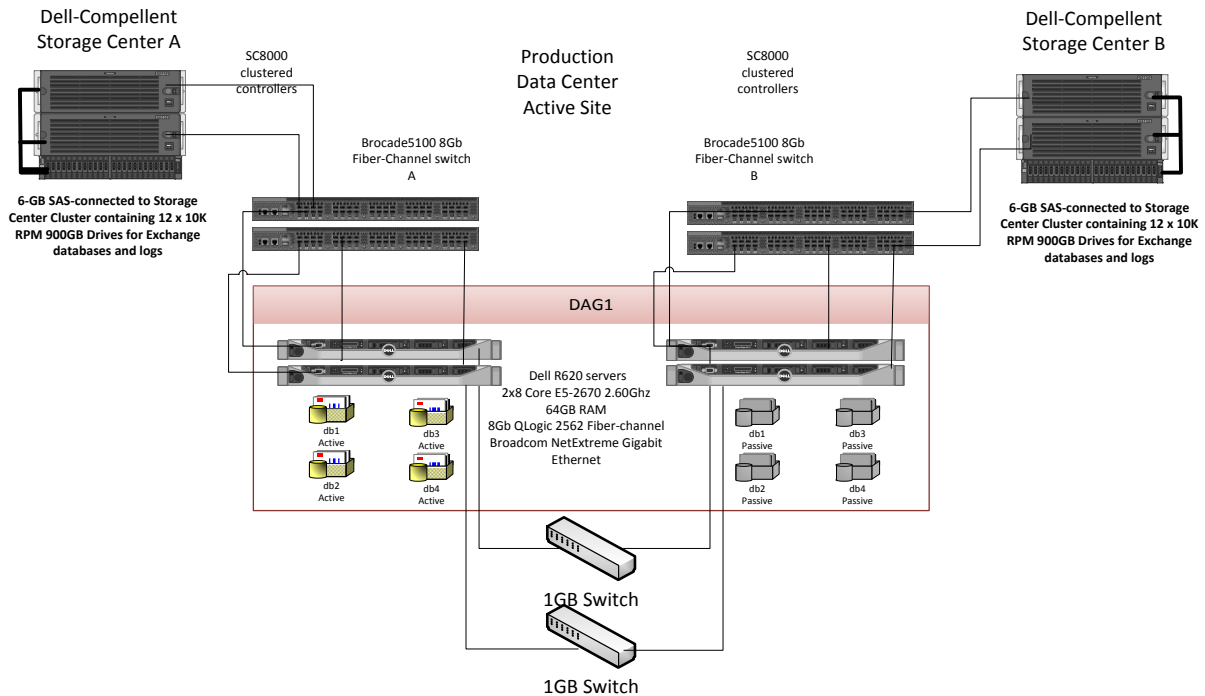 Dell-Compellent
Storage Center A
SC8000
clustered
controllers
Production
Data Center
Active Site
SC8000
clustered
controllers
Dell-Compellent
Storage Center B
Brocade5100 8Gb
Fiber-Channel switch
A
Brocade5100 8Gb
Fiber-Channel switch
B
6-GB SAS-connected to Storage
Center Cluster containing 12 x 10K
RPM 900GB Drives for Exchange
databases and logs
6-GB SAS-connected to Storage
Center Cluster containing 12 x 10K
RPM 900GB Drives for Exchange
databases and logs
DAG1
DELL
DELL
DELL
DELL
Dell R620 servers
2x8 Core E5-2670 2.60Ghz
64GB RAM
8Gb QLogic 2562 Fiber-channel
Broadcom NetExtreme Gigabit
Ethernet
db1
Active
db3
Active
db2
Active
db4
Active
db1
Passive
db3
Passive
db2
Passive
db4
Passive
1GB Switch
1GB Switch